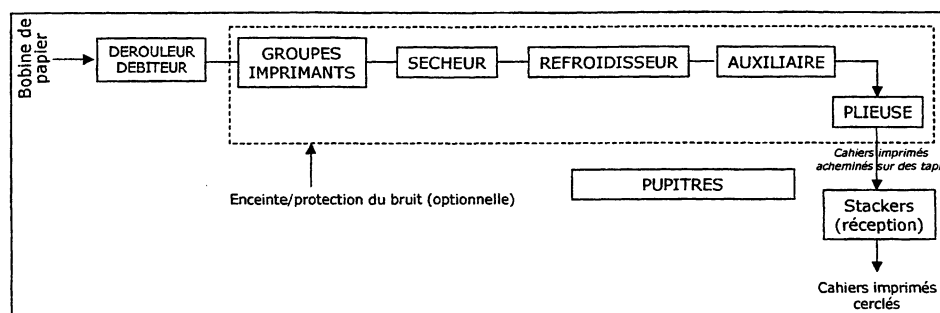 Bobine de
papier
DEROULEUR
DEBITEUR
GROUPES
IMPRIMANTS
SECHEUR
REFROIDISSEUR
AUXILIAIRE
PLIEUSE
Cahiers imprimés
acheminés sur des tapi
Enceinte/protection du bruit (optionnelle)
PUPITRES
Stackers
(réception)
Cahiers imprimés
cerclés